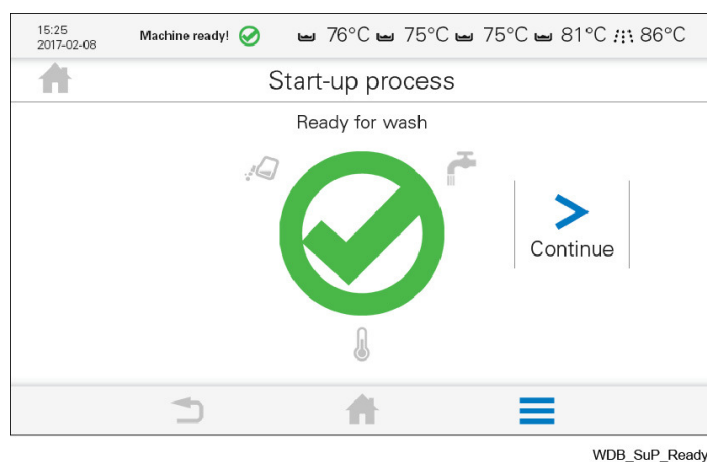 15:25
2017-02-08
Machine ready!
76°C 75°C 75°C 81°C 86°C
Start-up process
Ready for wash
Continue
WDB_SuP_Ready